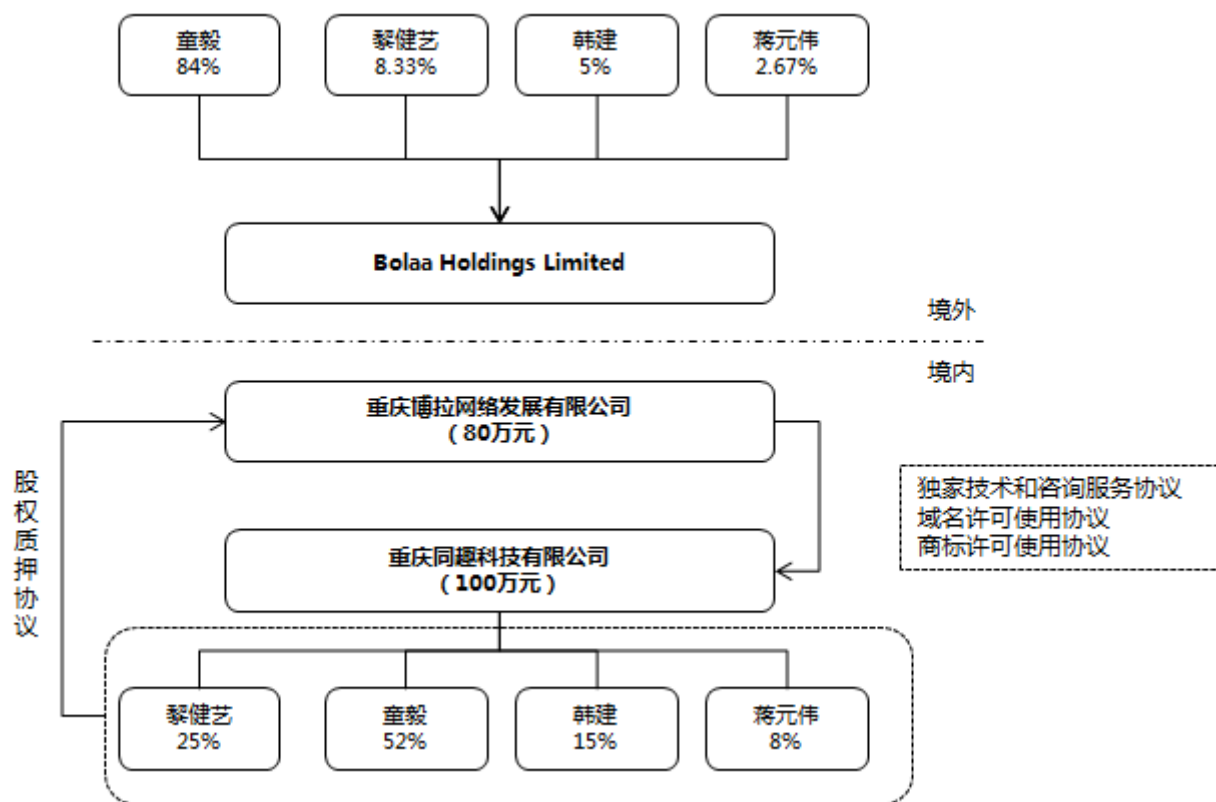 童毅
84%
黎健艺
8.33%
韩建
5%
蒋元伟
2.67%
Bolaa Holdings Limited
境外
境内
重庆博拉网络发展有限公司
（80万元）
股权质押协议
独家技术和咨询服务协议
域名许可使用协议
商标许可使用协议
重庆同趣科技有限公司
（100万元）
黎健艺
25%
童毅
52%
韩建
15%
蒋元伟
8%